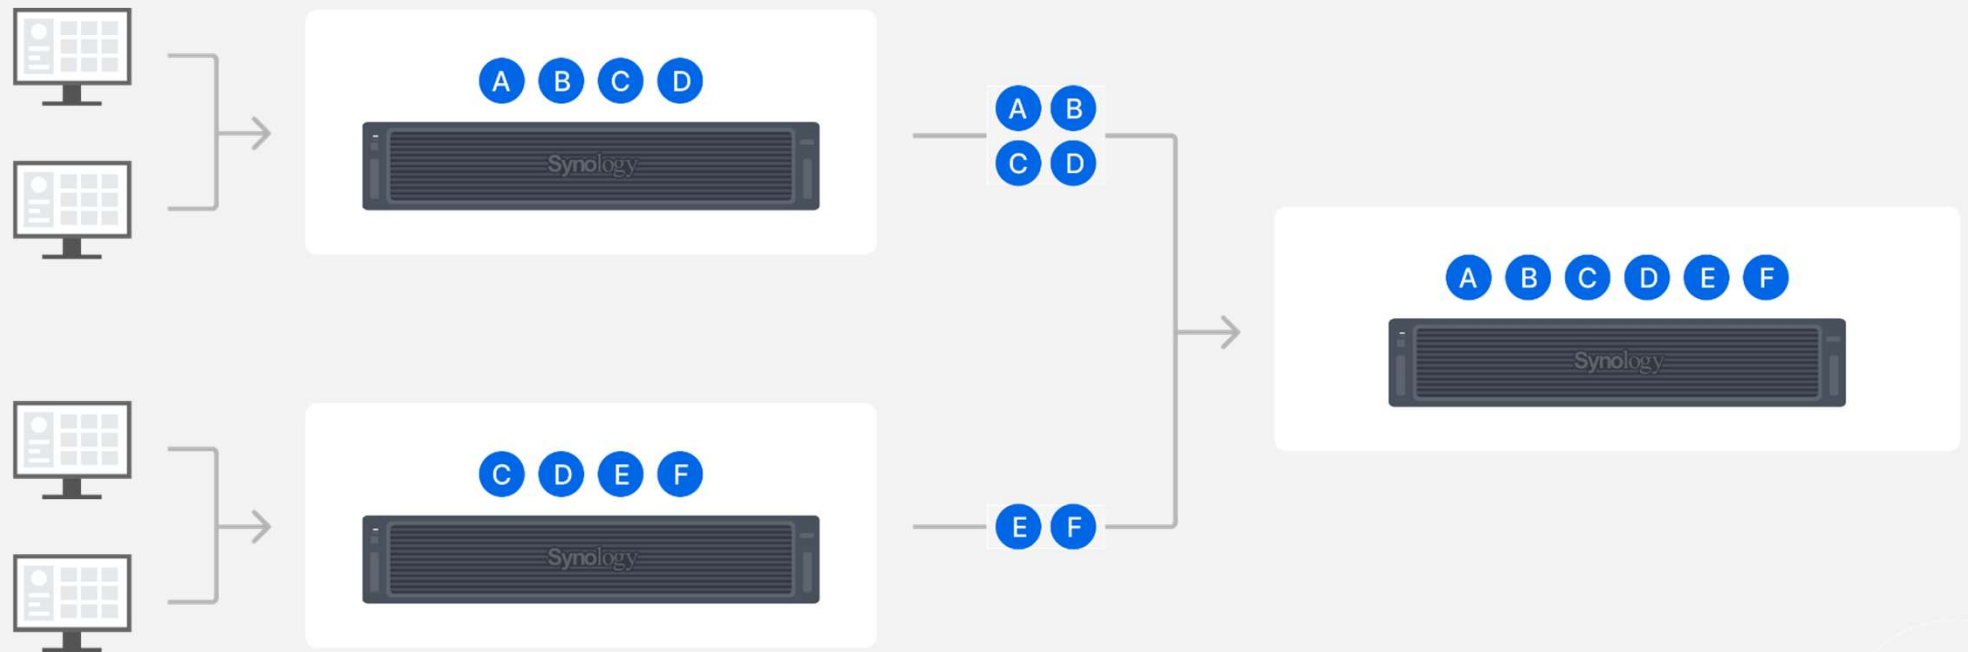 A B C D
Synology
A B
C D
A B C D E F
Synology
C D E F
Synology
E F